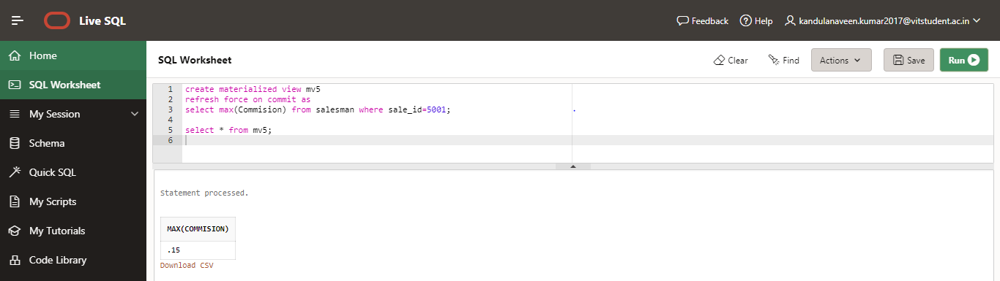 Live SQL
Feedback
Help
kandulanaveen.kumar2017@vitstudent.ac.in
Home
SQL Worksheet
My Session
Schema
Quick SQL
My Scripts
My Tutorials
Code Library
SQL Worksheet
Clear
Find
Actions
Save
Run
1 create materialized view mv5
2 refresh force on commit as
3 select max(Commision) from salesman where sale_id=5001;
4
5 select * from mv5;
6
Statement processed.
MAX(COMMISION)
.15
Download CSV